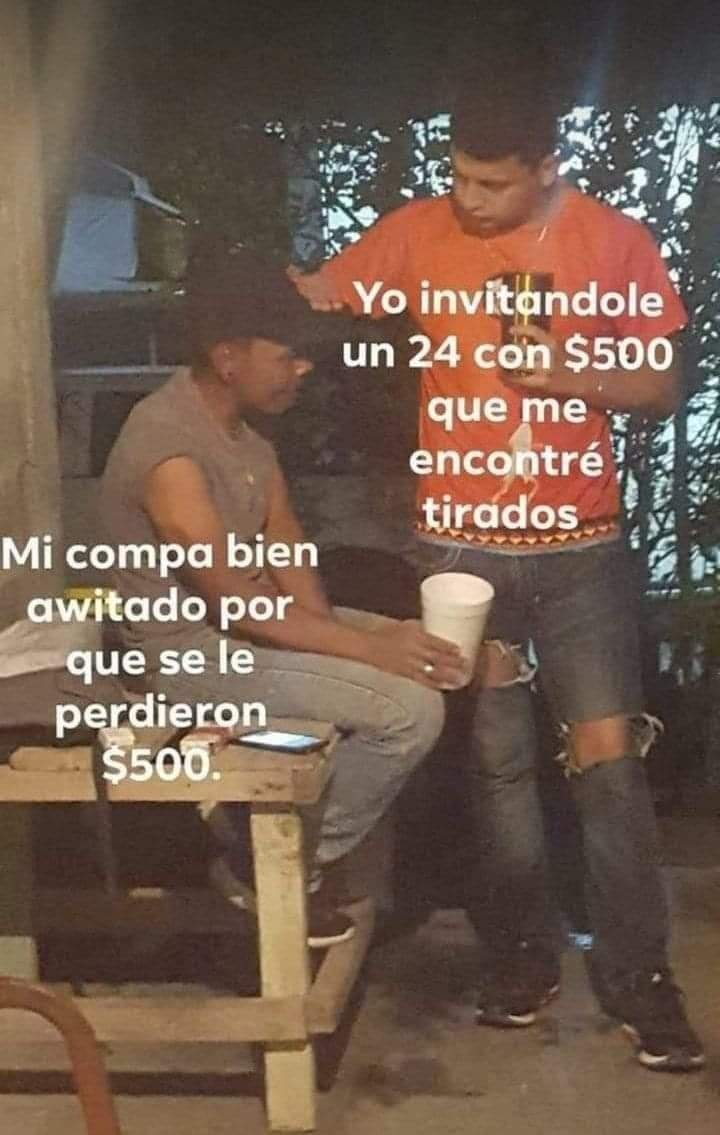 Yo invitandole
un 24 con $500
que me
encontré
tirados
Mi compa bien
awitado por
que se le
perdieron
$500.